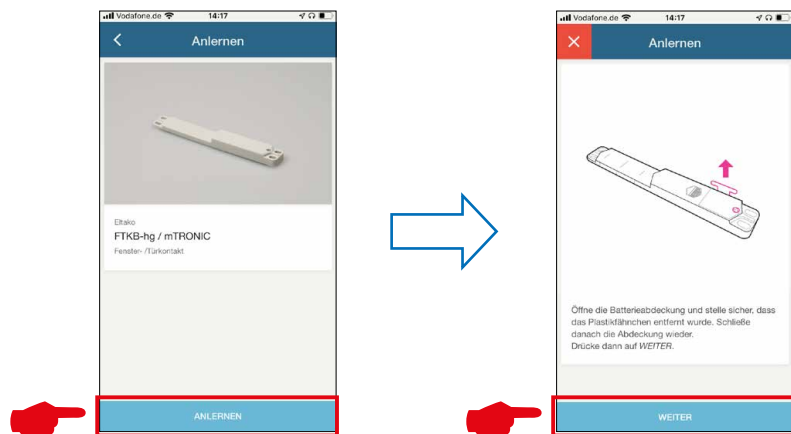 Vodafone.de 14:17
Anlernen
Eltako
FTKB-hg / mTRONIC
Fenster- /Türkontakt
ANLERNEN
Vodafone.de 14:17
Anlernen
Öffne die Batterieabdeckung und stelle sicher, dass
das Plastikfähnchen entfernt wurde. Schließe
danach die Abdeckung wieder.
Drücke dann auf WEITER.
WEITER